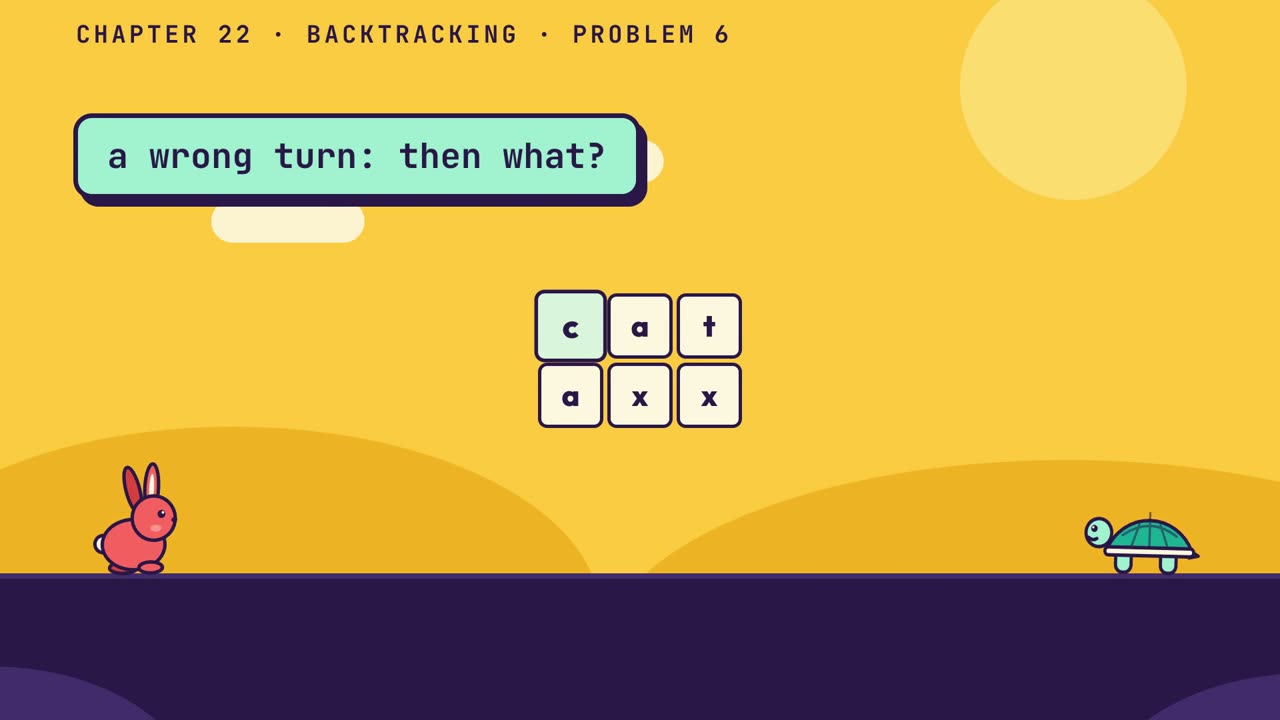 CHAPTER 22 · BACKTRACKING · PROBLEM 6
a wrong turn: then what?
c a t
a x x